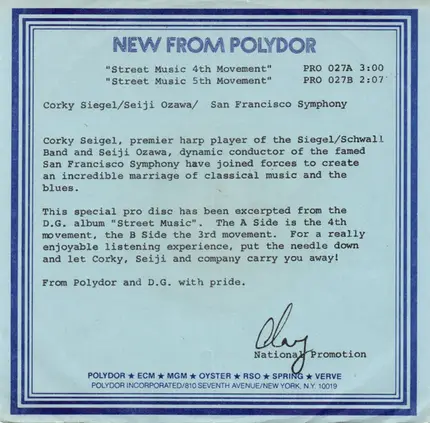 NEW FROM POLYDOR
"Street Music 4th Movement" PRO 027A 3:00
"Street Music 5th Movement" PRO 027B 2:07
Corky Siegel/Seiji Ozawa/ San Francisco Symphony
Corky Seigel, premier harp player of the Siegel/Schwall
Band and Seiji Ozawa, dynamic conductor of the famed
San Francisco Symphony have joined forces to create
an incredible marriage of classical music and the
blues.
This special pro disc has been excerpted from the
D.G. album "Street Music". The A Side is the 4th
movement, the B Side the 3rd movement. For a really
enjoyable listening experience, put the needle down
and let Corky, Seiji and company carry you away!
From Polydor and D.G. with pride.
National Promotion
POLYDOR ★ ECM ★ MGM ★ OYSTER ★ RSO ★ SPRING ★ VERVE
POLYDOR INCORPORATED/810 SEVENTH AVENUE/NEW YORK, N.Y. 10019